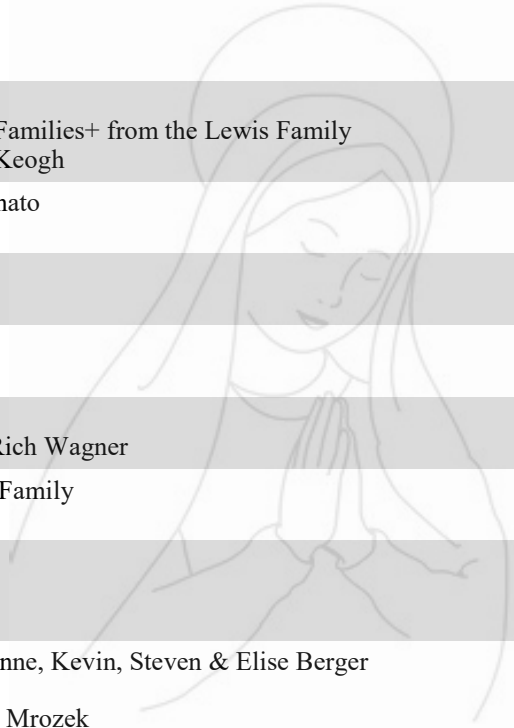 Families+ from the Lewis Family
Keogh
nato
Rich Wagner
Family
nne, Kevin, Steven & Elise Berger
Mrozek